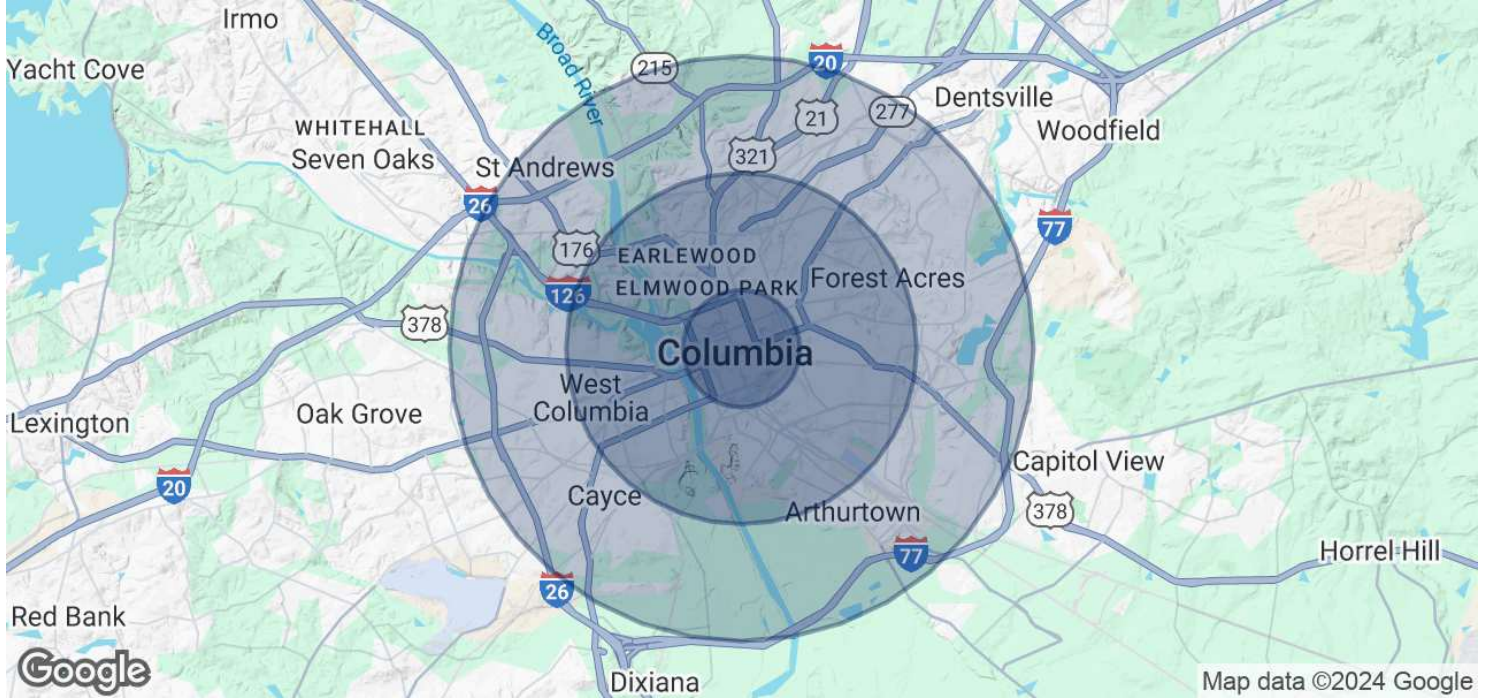 Irmo
Yacht Cove
Broad River
215
20
Dentsville
21
277
WHITEHALL
Woodfield
Seven Oaks
St Andrews
321
26
77
176
EARLEWOOD
Forest Acres
ELMWOOD PARK
126
378
Columbia
West
Columbia
Oak Grove
Lexington
Capitol View
20
Cayce
Arthurtown
378
77
Horrel Hill
26
Red Bank
Google
Dixiana
Map data ©2024 Google